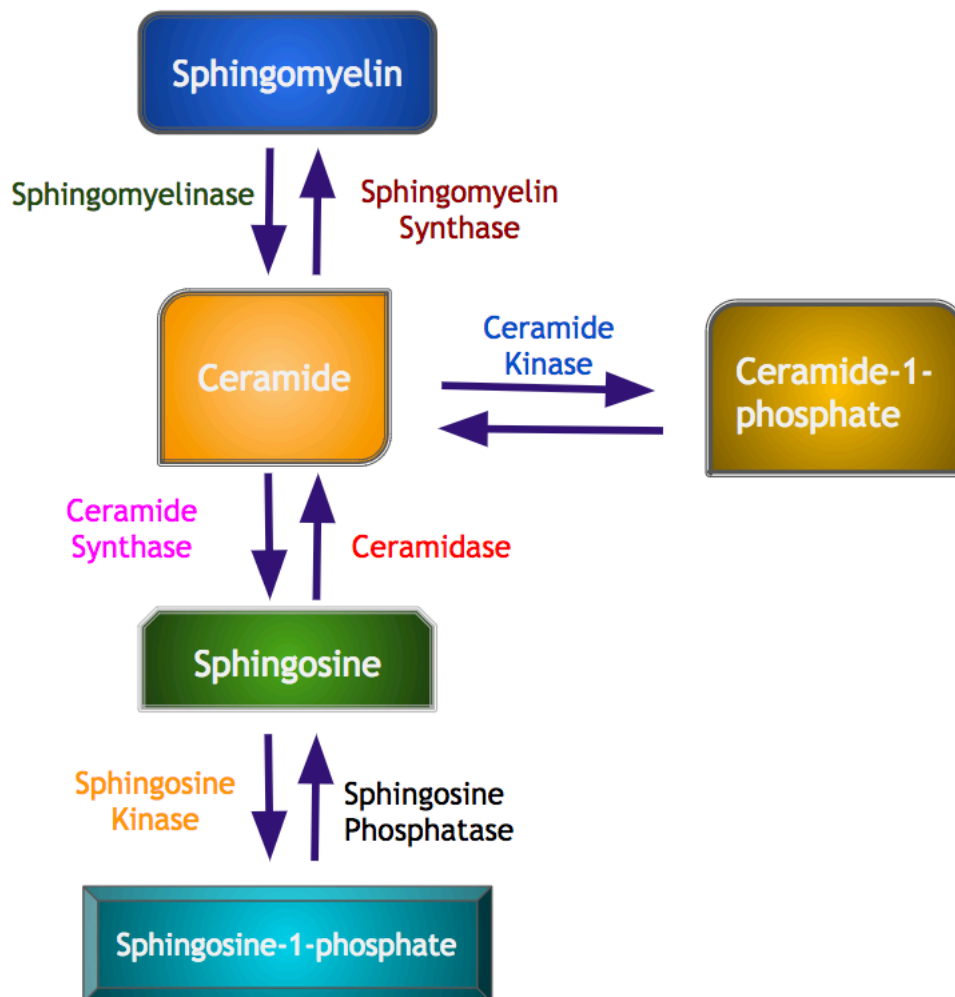 Sphingomyelin
Sphingomyelinase
Sphingomyelin
Synthase
Ceramide
Ceramide
Kinase
Ceramide-1-
phosphate
Ceramide
Synthase
Ceramidase
Sphingosine
Sphingosine
Kinase
Sphingosine
Phosphatase
Sphingosine-1-phosphate